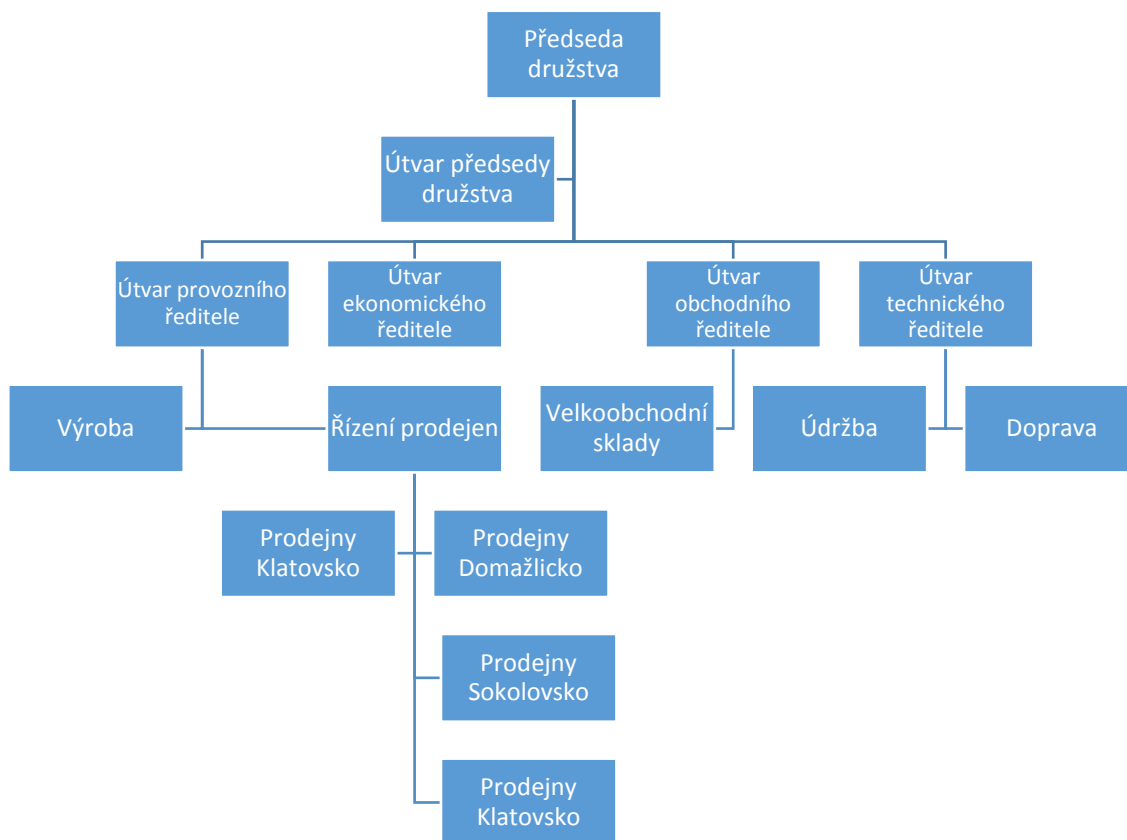 Předseda
družstva
Útvar předsedy
družstva
Útvar provozního
ředitele
Útvar
ekonomického
ředitele
Útvar
obchodního
ředitele
Útvar
technického
ředitele
Výroba
Řízení prodejen
Velkoobchodní
sklady
Údržba
Doprava
Prodejny
Klatovsko
Prodejny
Domažlicko
Prodejny
Sokolovsko
Prodejny
Klatovsko